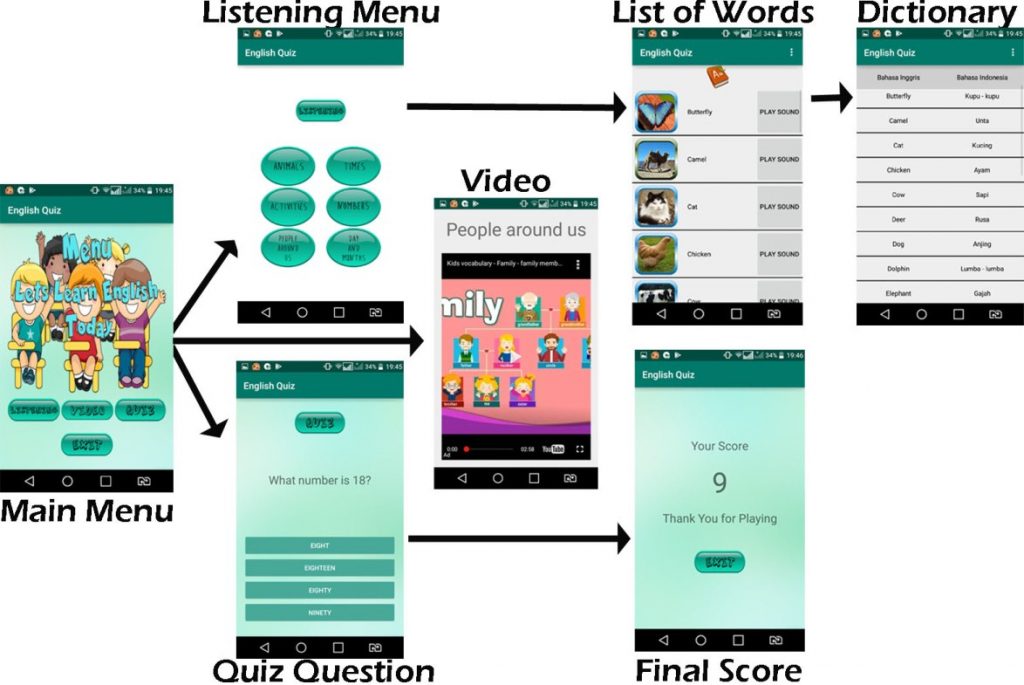 Listening Menu
34% 19:45
English Quiz
LISTENING
ANIMALS
TIMES
ACTIVITIES
NUMBERS
PEOPLE
AROUND
US
DAY
AND
MONTHS
List of Words
34% 19:45
English Quiz
Butterfly
PLAY SOUND
Camel
PLAY SOUND
Cat
PLAY SOUND
Chicken
PLAY SOUND
Cow
PLAY SOUND
Dictionary
34% 19:45
English Quiz
Bahasa Inggris Bahasa Indonesia
Butterfly Kupu - kupu
Camel Unta
Cat Kucing
Chicken Ayam
Cow Sapi
Deer Rusa
Dog Anjing
Dolphin Lumba - lumba
Elephant Gajah
34% 19:45
English Quiz
Menu
Lets Learn English
Today!
LISTENING
VIDEO
QUIZ
EXIT
Main Menu
Video
34% 19:45
People around us
Kids vocabulary - Family - family memb...
mily
grandfather
grandmother
father
mother
uncle
brother
me
sister
0:00
02:58
YouTube
Ad
34% 19:45
English Quiz
QUIZ
What number is 18?
EIGHT
EIGHTEEN
EIGHTY
NINETY
Quiz Question
34% 19:46
English Quiz
Your Score
9
Thank You for Playing
EXIT
Final Score